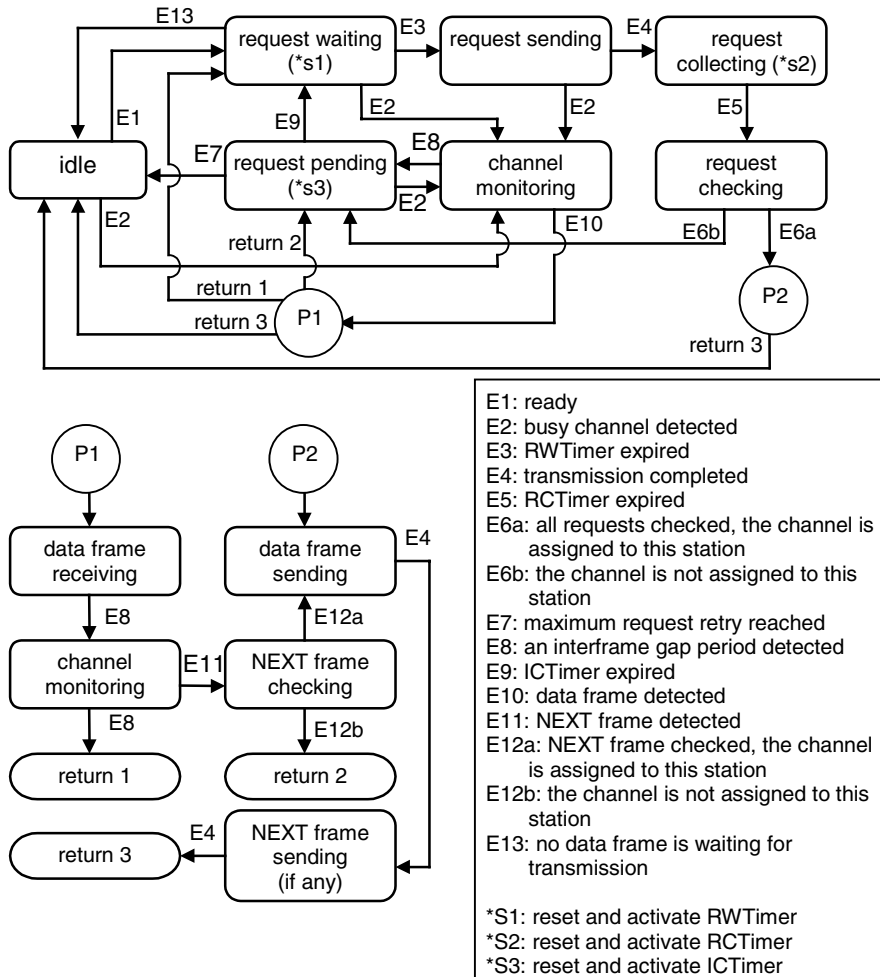 E13
request waiting
(*s1)
E3
request sending
E4
request
collecting (*s2)
E1
E9
E2
E2
E5
idle
E7
request pending
(*s3)
E8
E2
channel
monitoring
request
checking
E2
return 2
E10
E6b
E6a
return 1
return 3
P1
P2
return 3
P1
P2
data frame
receiving
data frame
sending
E4
E8
E12a
channel
monitoring
E11
NEXT frame
checking
E8
E12b
return 1
return 2
return 3
E4
NEXT frame
sending
(if any)
E1: ready
E2: busy channel detected
E3: RWTimer expired
E4: transmission completed
E5: RCTimer expired
E6a: all requests checked, the channel is
assigned to this station
E6b: the channel is not assigned to this
station
E7: maximum request retry reached
E8: an interframe gap period detected
E9: ICTimer expired
E10: data frame detected
E11: NEXT frame detected
E12a: NEXT frame checked, the channel
is assigned to this station
E12b: the channel is not assigned to this
station
E13: no data frame is waiting for
transmission
*S1: reset and activate RWTimer
*S2: reset and activate RCTimer
*S3: reset and activate ICTimer